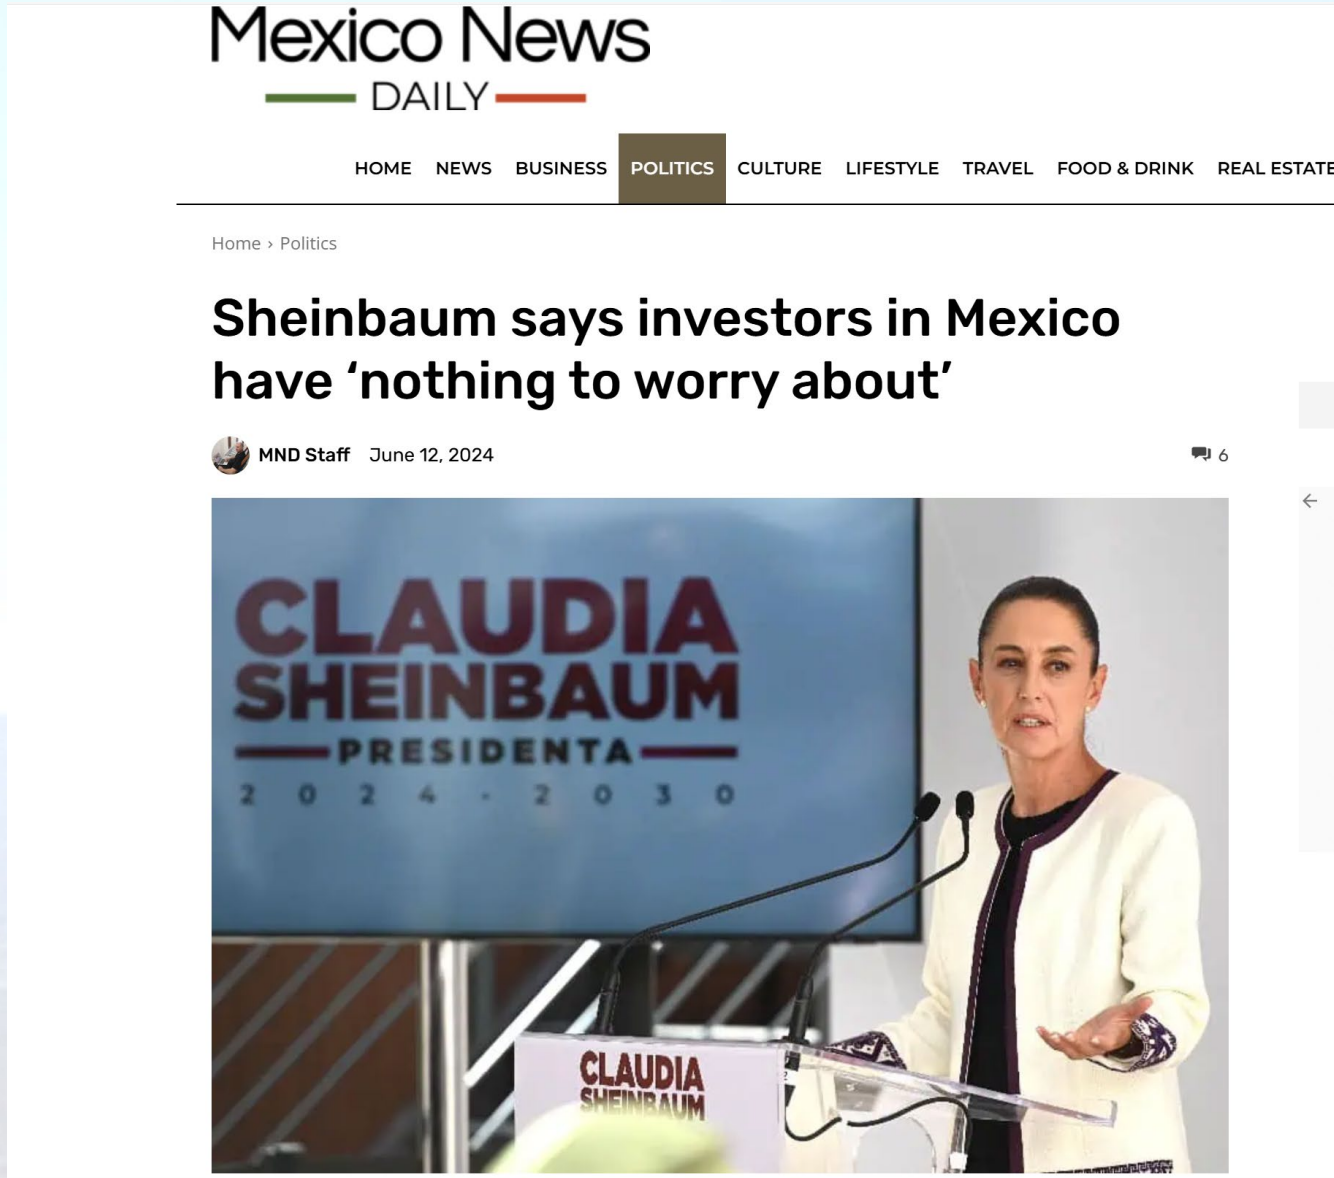 Mexico News
DAILY
HOME NEWS BUSINESS POLITICS CULTURE LIFESTYLE TRAVEL FOOD & DRINK REAL ESTATE
Home › Politics
Sheinbaum says investors in Mexico
have ‘nothing to worry about’
MND Staff June 12, 2024 6
CLAUDIA
SHEINBAUM
PRESIDENTA
2024-2030
CLAUDIA
SHEINBAUM